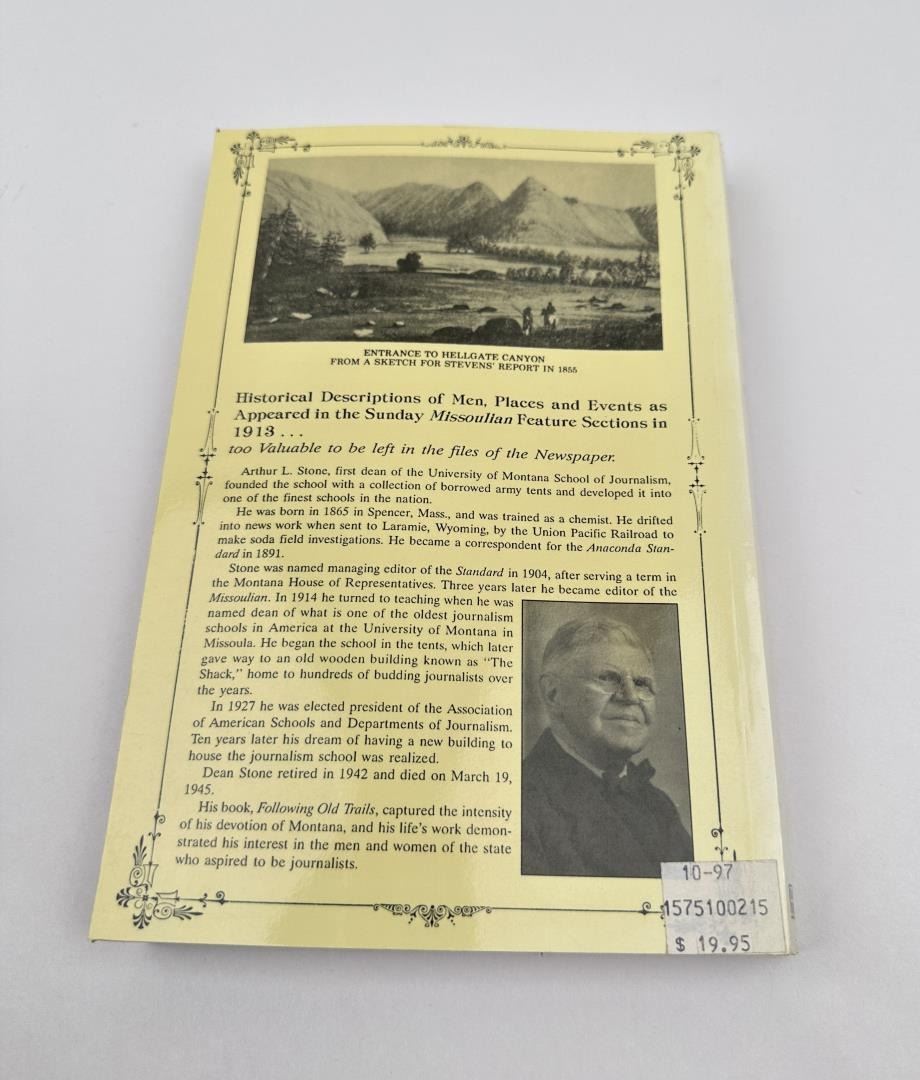 ENTRANCE TO HELLGATE CANYON
FROM A SKETCH FOR STEVENS' REPORT IN 1855
Historical Descriptions of Men, Places and Events as
Appeared in the Sunday Missoulian Feature Sections in
1913 . . .
too Valuable to be left in the files of the Newspaper.
Arthur L. Stone, first dean of the University of Montana School of Journalism,
founded the school with a collection of borrowed army tents and developed it into
one of the finest schools in the nation.
He was born in 1865 in Spencer, Mass., and was trained as a chemist. He drifted
into news work when sent to Laramie, Wyoming, by the Union Pacific Railroad to
make soda field investigations. He became a correspondent for the Anaconda Stan-
dard in 1891.
Stone was named managing editor of the Standard in 1904, after serving a term in
the Montana House of Representatives. Three years later he became editor of the
Missoulian. In 1914 he turned to teaching when he was
named dean of what is one of the oldest journalism
schools in America at the University of Montana in
Missoula. He began the school in the tents, which later
gave way to an old wooden building known as "The
Shack," home to hundreds of budding journalists over
the years.
In 1927 he was elected president of the Association
of American Schools and Departments of Journalism.
Ten years later his dream of having a new building to
house the journalism school was realized.
Dean Stone retired in 1942 and died on March 19,
1945.
His book, Following Old Trails, captured the intensity
of his devotion of Montana, and his life's work demon-
strated his interest in the men and women of the state
who aspired to be journalists.
10-97
1575100215
$ 19.95